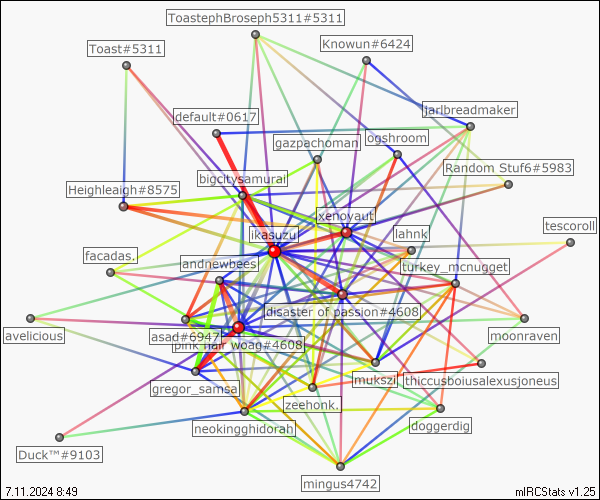 ToastephBroseph5311#5311
Knowun#6424
Toast#5311
jarlbreadmaker
default#0617
ogshroom
gazpachoman
Random Stuf6#5983
bigcitysamurai
Heighleaigh#8575
xenoyaut
tescoroll
ikasuzu
lahnk
facadas.
andnewbees
turkey_mcnugget
disaster of passion#4608
avelicious
asad#6947
pink hair woag#4608
moonraven
gregor_samsa
mukszi
thiccusboiusalexusjoneus
zeehonk.
neokingghidorah
doggerdig
Duck™#9103
mingus4742
7.11.2024 8:49
mIRCStats v1.25